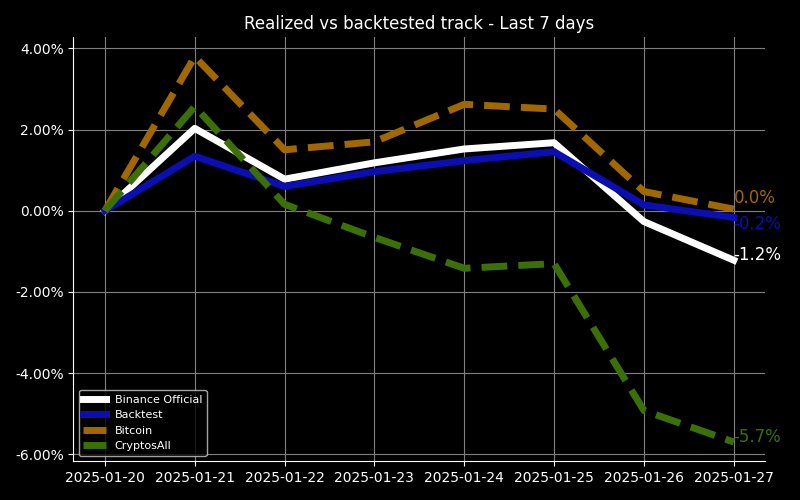 Realized vs backtested track - Last 7 days
4.00%
2.00%
0.00%
-2.00%
-4.00%
-6.00%
0.0%
-0.2%
-1.2%
-5.7%
Binance Official
Backtest
Bitcoin
CryptosAll
2025-01-20 2025-01-21 2025-01-22 2025-01-23 2025-01-24 2025-01-25 2025-01-26 2025-01-27